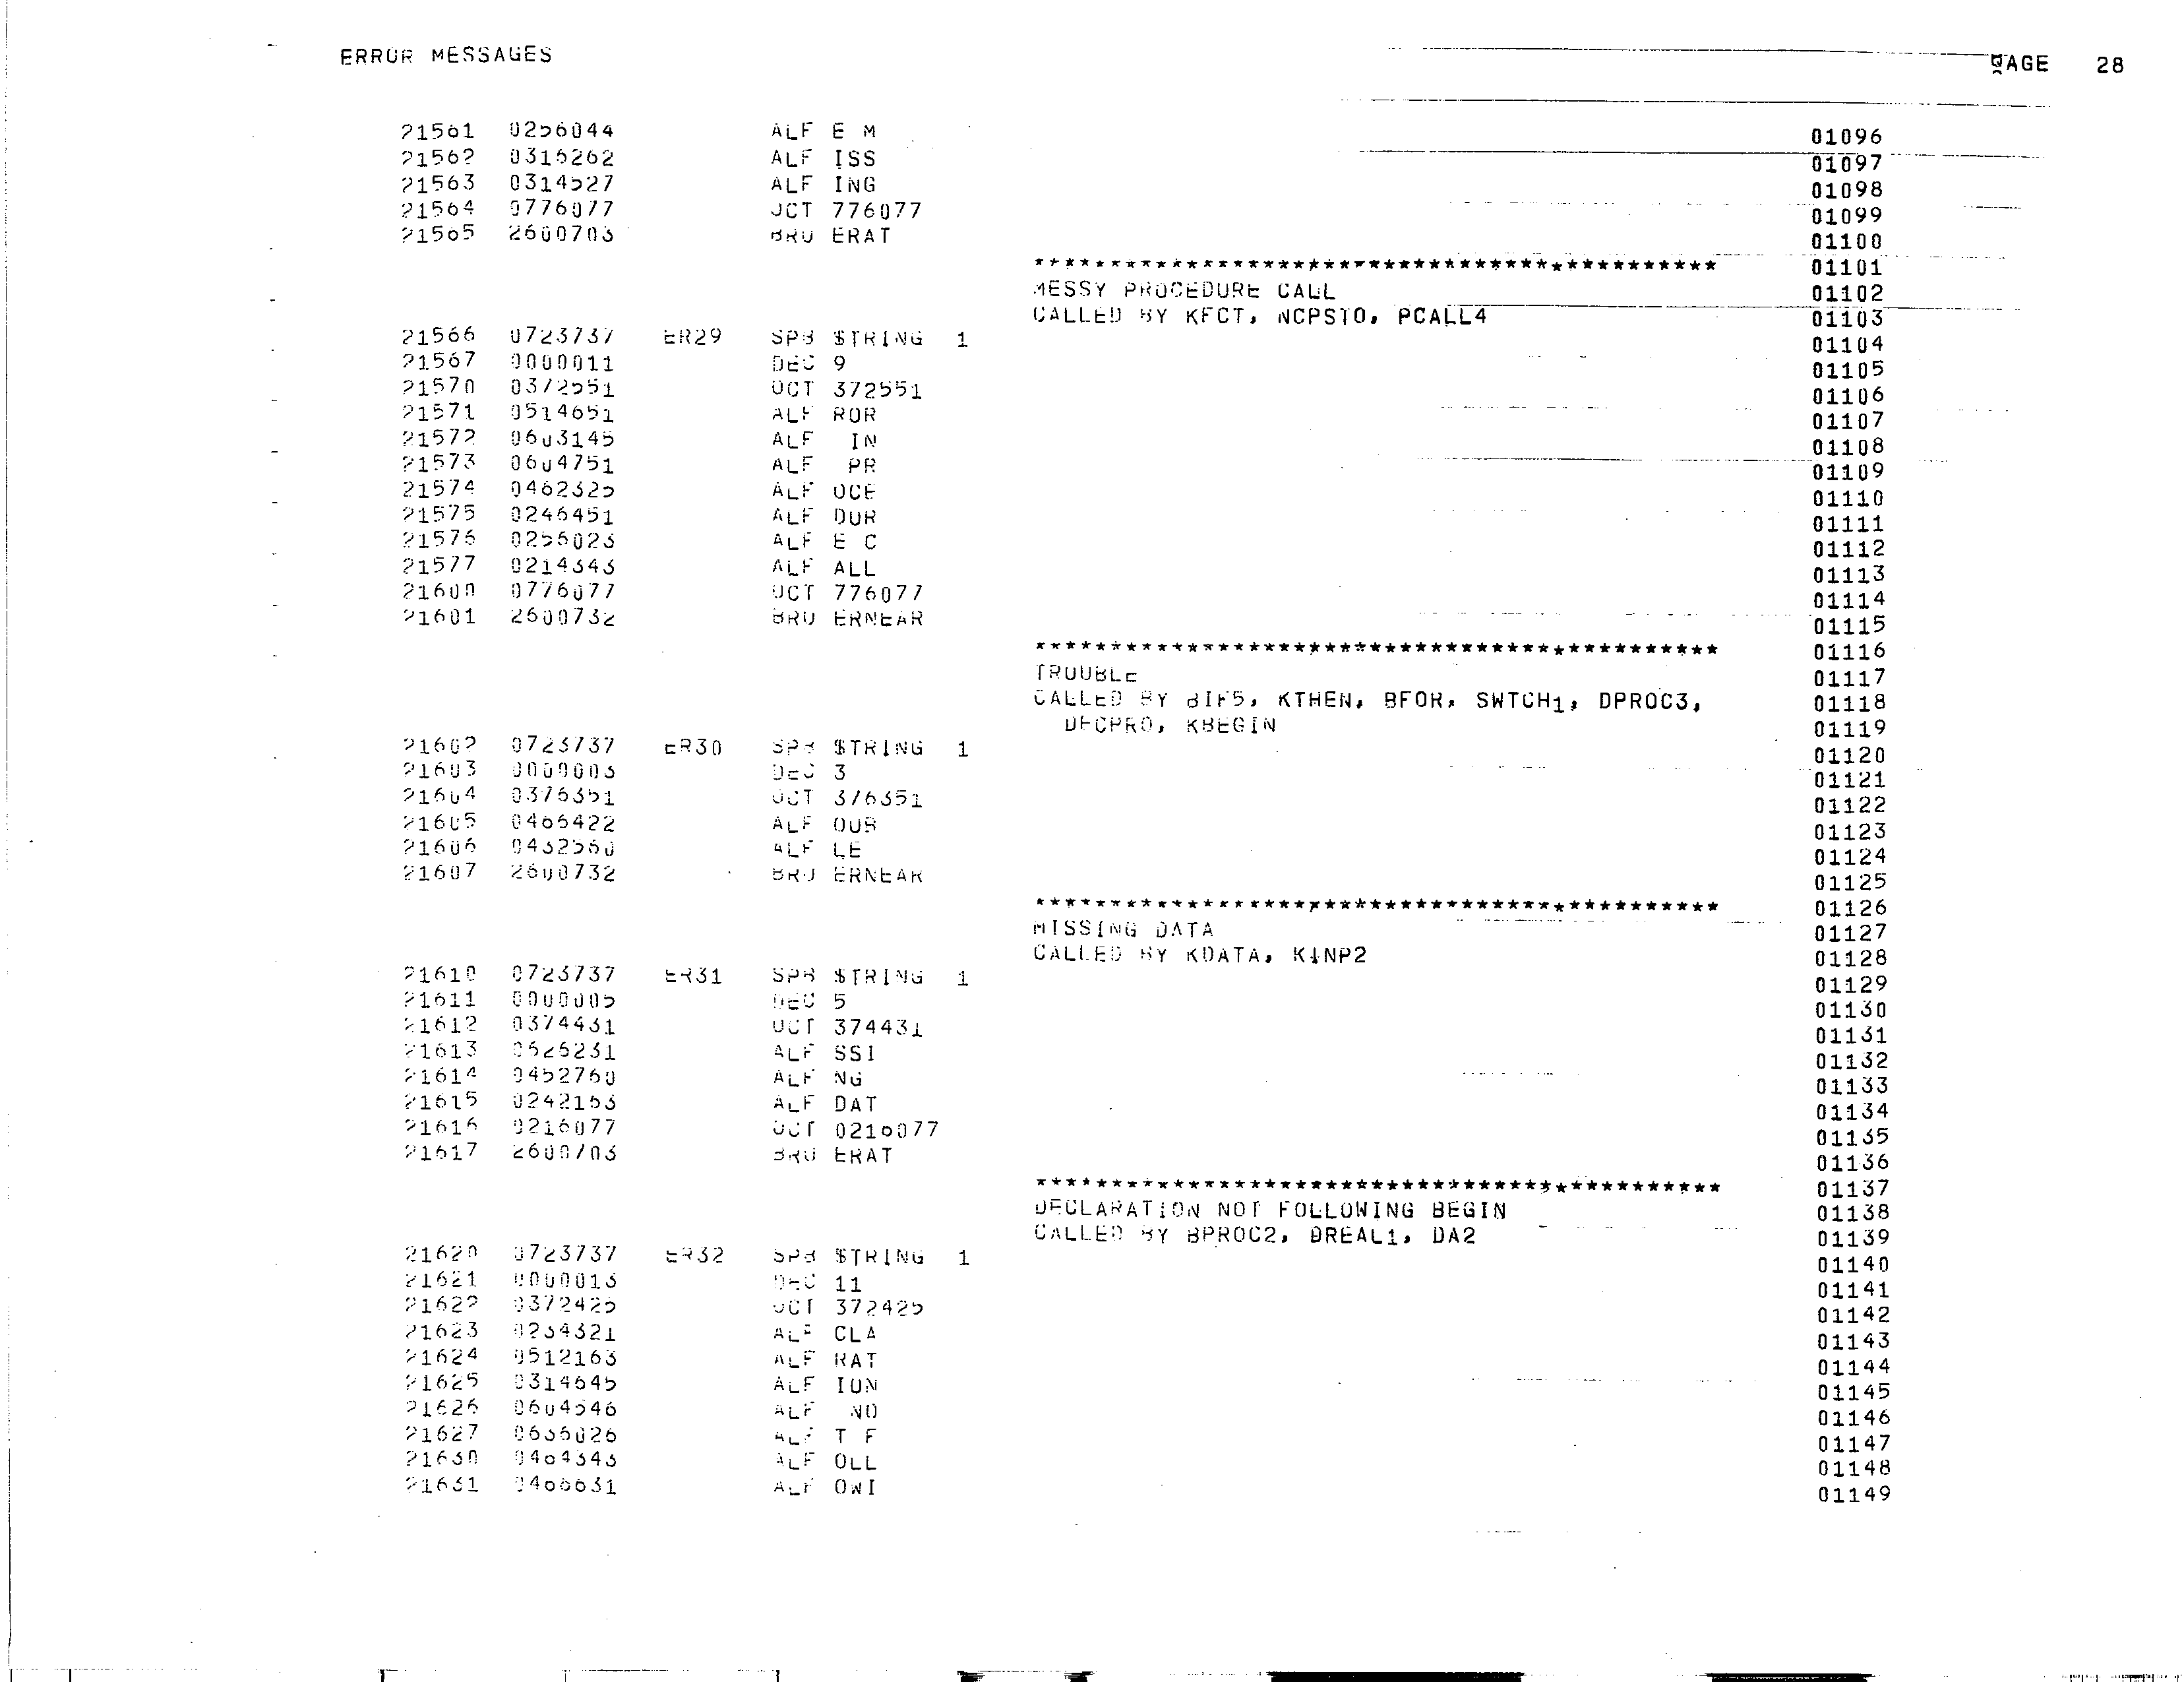 ERROR MESSAGES PAGE 28
21561 0256044 ALF E M 01096
21562 0316262 ALF ISS 01097
21563 0314527 ALF ING 01098
21564 0776077 OCT 776077 01099
21565 2600703 BRU ERAT 01100
********************************************* 01101
MESSY PROCEDURE CALL 01102
CALLED BY KFCT, NCPSTO, PCALL4 01103
21566 0723737 ER29 SPB $TRING 1 01104
21567 0000011 DEC 9 01105
21570 0372551 OCT 372551 01106
21571 0514651 ALF ROR 01107
21572 0603145 ALF  IN 01108
21573 0604751 ALF  PR 01109
21574 0462325 ALF OCE 01110
21575 0246451 ALF DUR 01111
21576 0256023 ALF E C 01112
21577 0214343 ALF ALL 01113
21600 0776077 OCT 776077 01114
21601 2600732 BRU ERNEAR 01115
********************************************* 01116
TROUBLE 01117
CALLED BY BIF5, KTHEN, BFOR, SWTCH1, DPROC3, 01118
DECPRO, KBEGIN 01119
21602 0723737 ER30 SPB $TRING 1 01120
21603 0000003 DEC 3 01121
21604 0376351 OCT 376351 01122
21605 0466422 ALF OUB 01123
21606 0432560 ALF LE 01124
21607 2600732 BRU ERNEAR 01125
********************************************* 01126
MISSING DATA 01127
CALLED BY KDATA, KINP2 01128
21610 0723737 ER31 SPB $TRING 1 01129
21611 0000005 DEC 5 01130
21612 0374431 OCT 374431 01131
21613 0626231 ALF SSI 01132
21614 0452760 ALF NG 01133
21615 0242163 ALF DAT 01134
21616 0216077 OCT 0216077 01135
21617 2600703 BRU ERAT 01136
********************************************* 01137
DECLARATION NOT FOLLOWING BEGIN 01138
CALLED BY BPROC2, BREAL1, DA2 01139
21620 0723737 ER32 SPB $TRING 1 01140
21621 0000013 DEC 11 01141
21622 0372425 OCT 372425 01142
21623 0234321 ALF CLA 01143
21624 0512163 ALF RAT 01144
21625 0314645 ALF ION 01145
21626 0604546 ALF  NO 01146
21627 0636026 ALF T F 01147
21630 0464343 ALF OLL 01148
21631 0466631 ALF OWI 01149